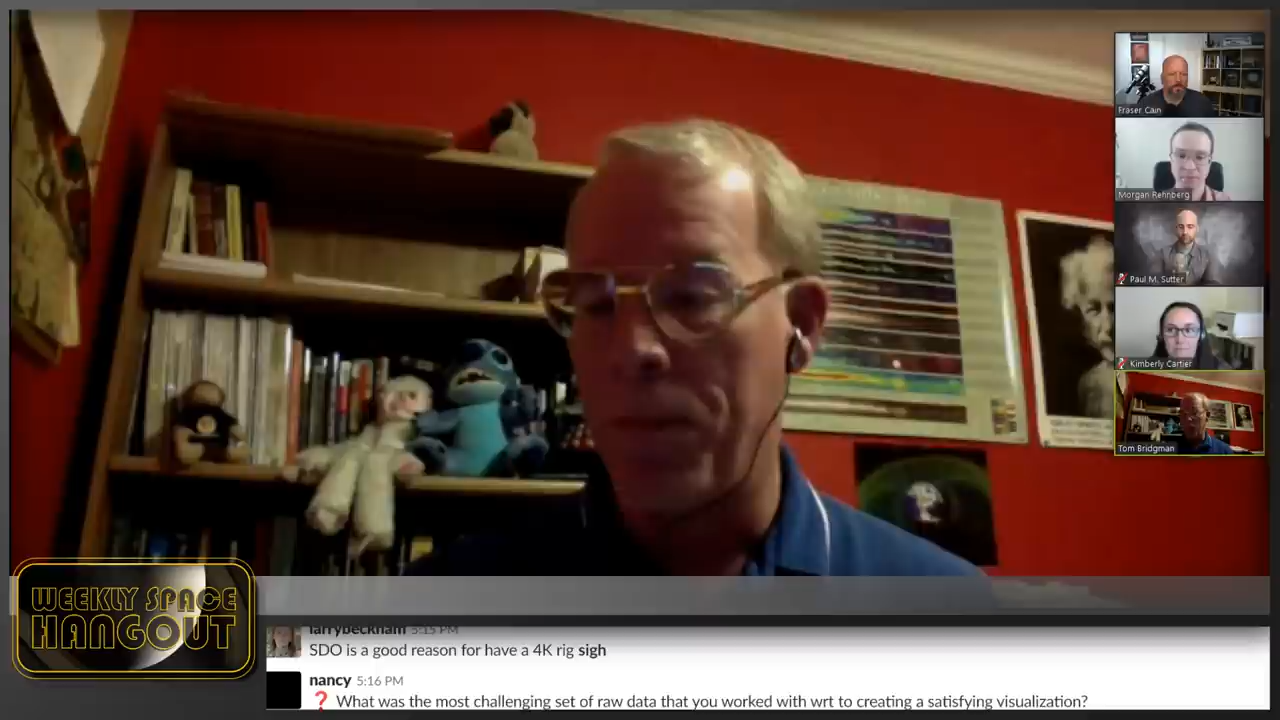 Fraser Cain
Morgan Rehnberg
Paul M. Sutter
Kimberly Cartier
Tom Bridgman
WEEKLY SPACE
HANGOUT
larrybeckham 5:15 PM
SDO is a good reason for have a 4K rig sigh
nancy 5:16 PM
❓ What was the most challenging set of raw data that you worked with wrt to creating a satisfying visualization?